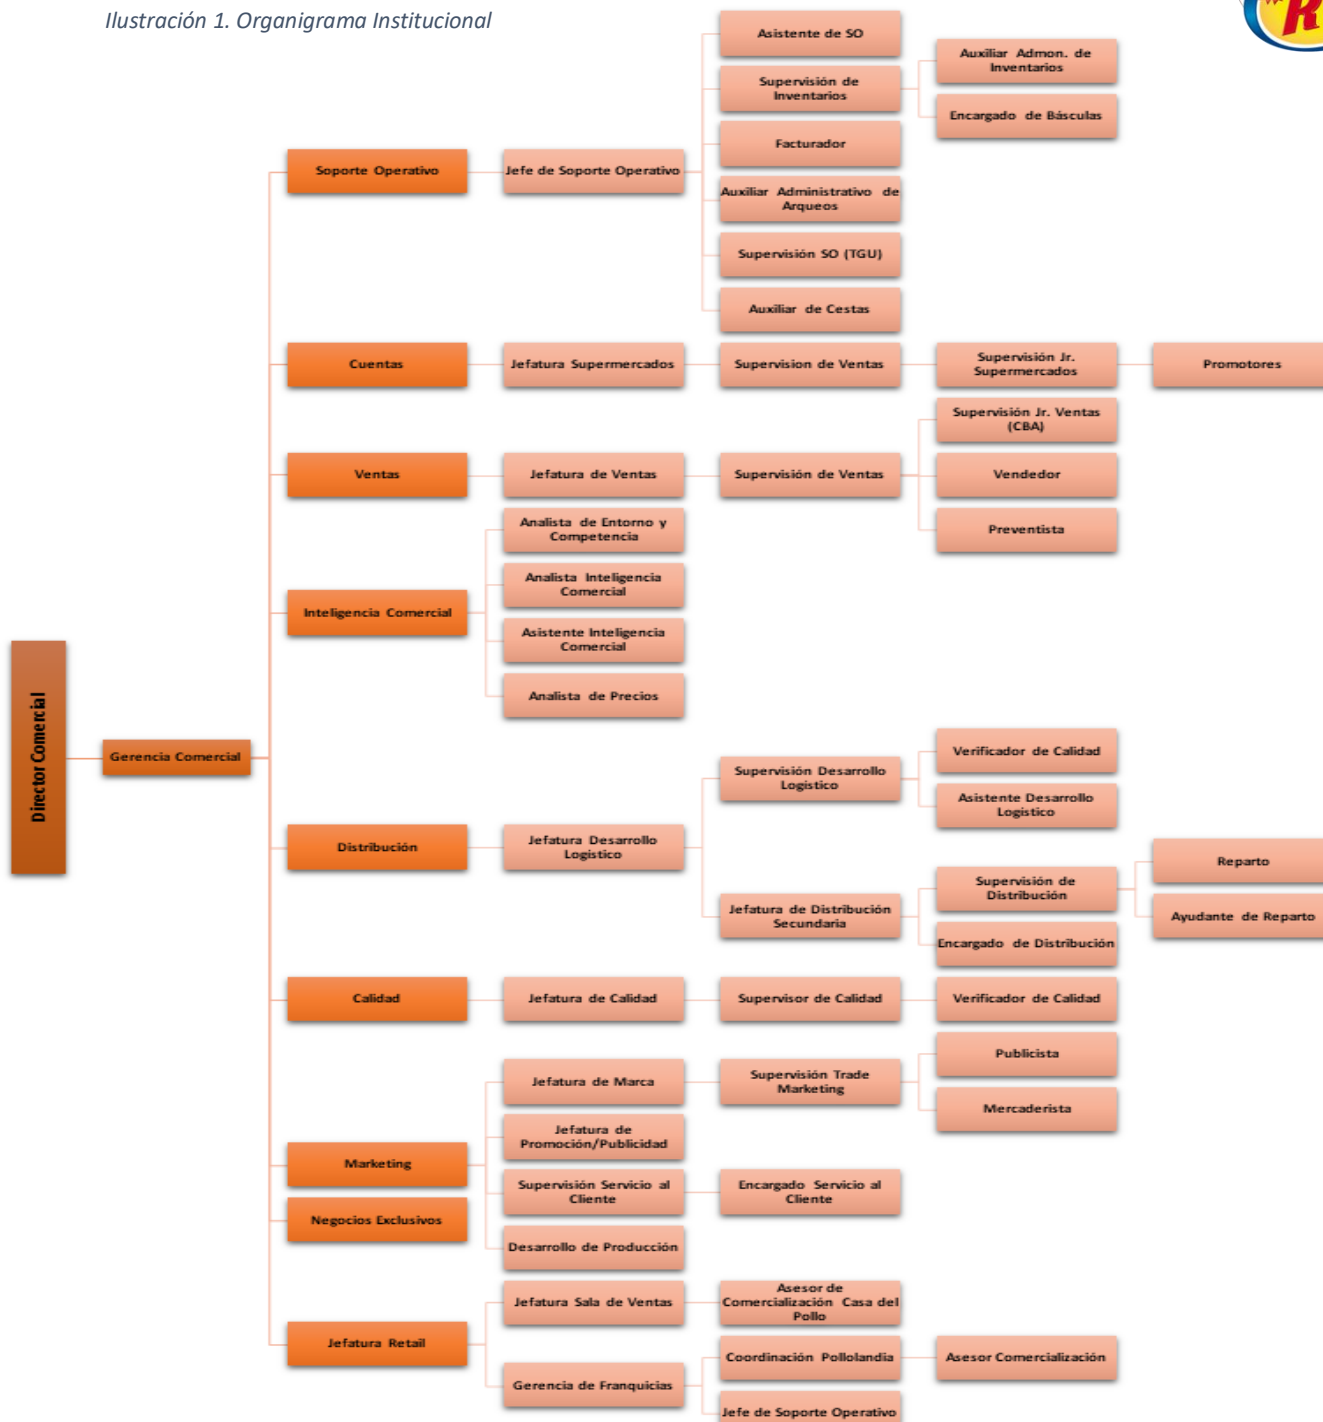 Ilustración 1. Organigrama Institucional
R
Director Comercial
Gerencia Comercial
Soporte Operativo
Jefe de Soporte Operativo
Asistente de SO
Supervisión de
Inventarios
Auxiliar Admon. de
Inventarios
Encargado de Básculas
Facturador
Auxiliar Administrativo de
Arqueos
Supervisión SO (TGU)
Auxiliar de Cestas
Cuentas
Jefatura Supermercados
Supervision de Ventas
Supervisión Jr.
Supermercados
Promotores
Ventas
Jefatura de Ventas
Supervisión de Ventas
Supervisión Jr. Ventas
(CBA)
Vendedor
Preventista
Inteligencia Comercial
Analista de Entorno y
Competencia
Analista Inteligencia
Comercial
Asistente Inteligencia
Comercial
Analista de Precios
Distribución
Jefatura Desarrollo
Logistico
Supervisión Desarrollo
Logistico
Verificador de Calidad
Asistente Desarrollo
Logistico
Jefatura de Distribución
Secundaria
Supervisión de
Distribución
Reparto
Ayudante de Reparto
Encargado de Distribución
Calidad
Jefatura de Calidad
Supervisor de Calidad
Verificador de Calidad
Marketing
Jefatura de Marca
Supervisión Trade
Marketing
Publicista
Mercaderista
Jefatura de
Promoción/Publicidad
Supervisión Servicio al
Cliente
Encargado Servicio al
Cliente
Desarrollo de Producción
Negocios Exclusivos
Jefatura Retail
Jefatura Sala de Ventas
Asesor de
Comercialización Casa del
Pollo
Gerencia de Franquicias
Coordinación Pollolandia
Asesor Comercialización
Jefe de Soporte Operativo